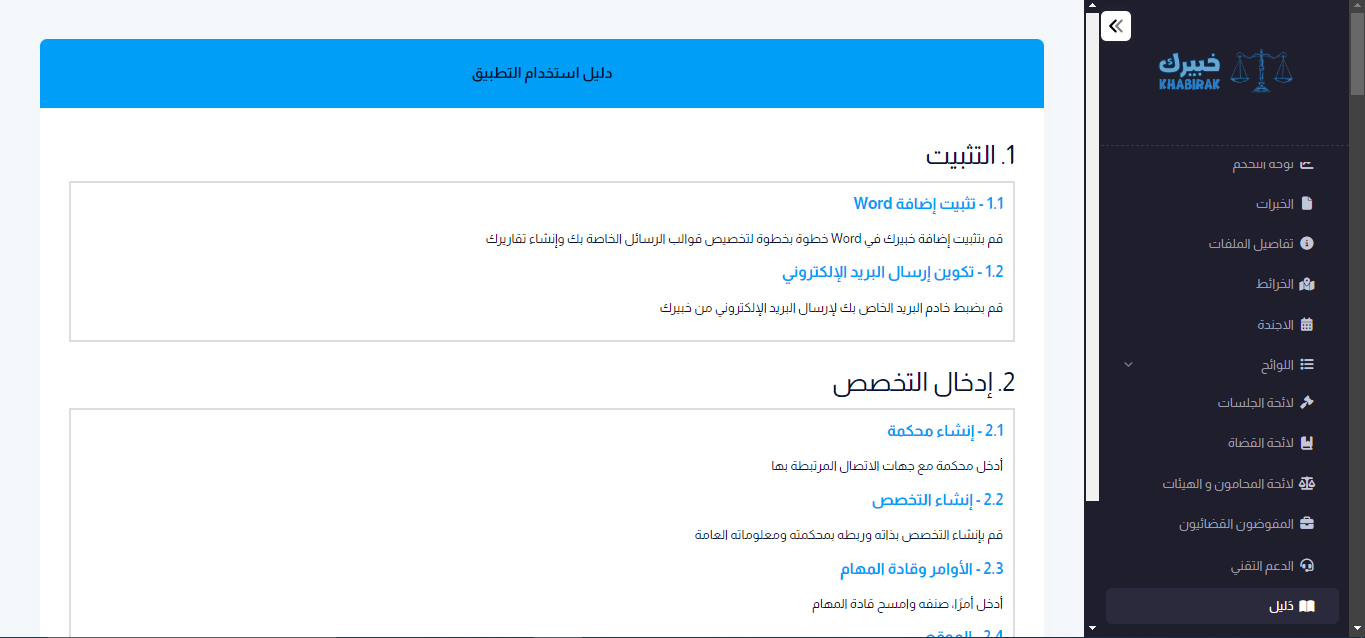 خبيرك
KHABIRAK
لوحة التحكم
الخبرات
تفاصيل الملفات
الخرائط
الاجندة
اللوائح
لائحة الجلسات
لائحة القضاة
لائحة المحامون و الهيئات
المفوضون القضائيون
الدعم التقني
دَليل
دليل استخدام التطبيق
1. التثبيت
1.1 - تثبيت إضافة Word
قم بتثبيت إضافة خبيرك في Word خطوة بخطوة لتخصيص قوالب الرسائل الخاصة بك وإنشاء تقاريرك
1.2 - تكوين إرسال البريد الإلكتروني
قم بضبط خادم البريد الخاص بك لإرسال البريد الإلكتروني من خبيرك
2. إدخال التخصص
2.1 - إنشاء محكمة
أدخل محكمة مع جهات الاتصال المرتبطة بها
2.2 - إنشاء التخصص
قم بإنشاء التخصص بذاته وربطه بمحكمته ومعلوماته العامة
2.3 - الأوامر وقادة المهام
أدخل أمرًا، صنفه وامسح قادة المهام
2.4 - الموقع